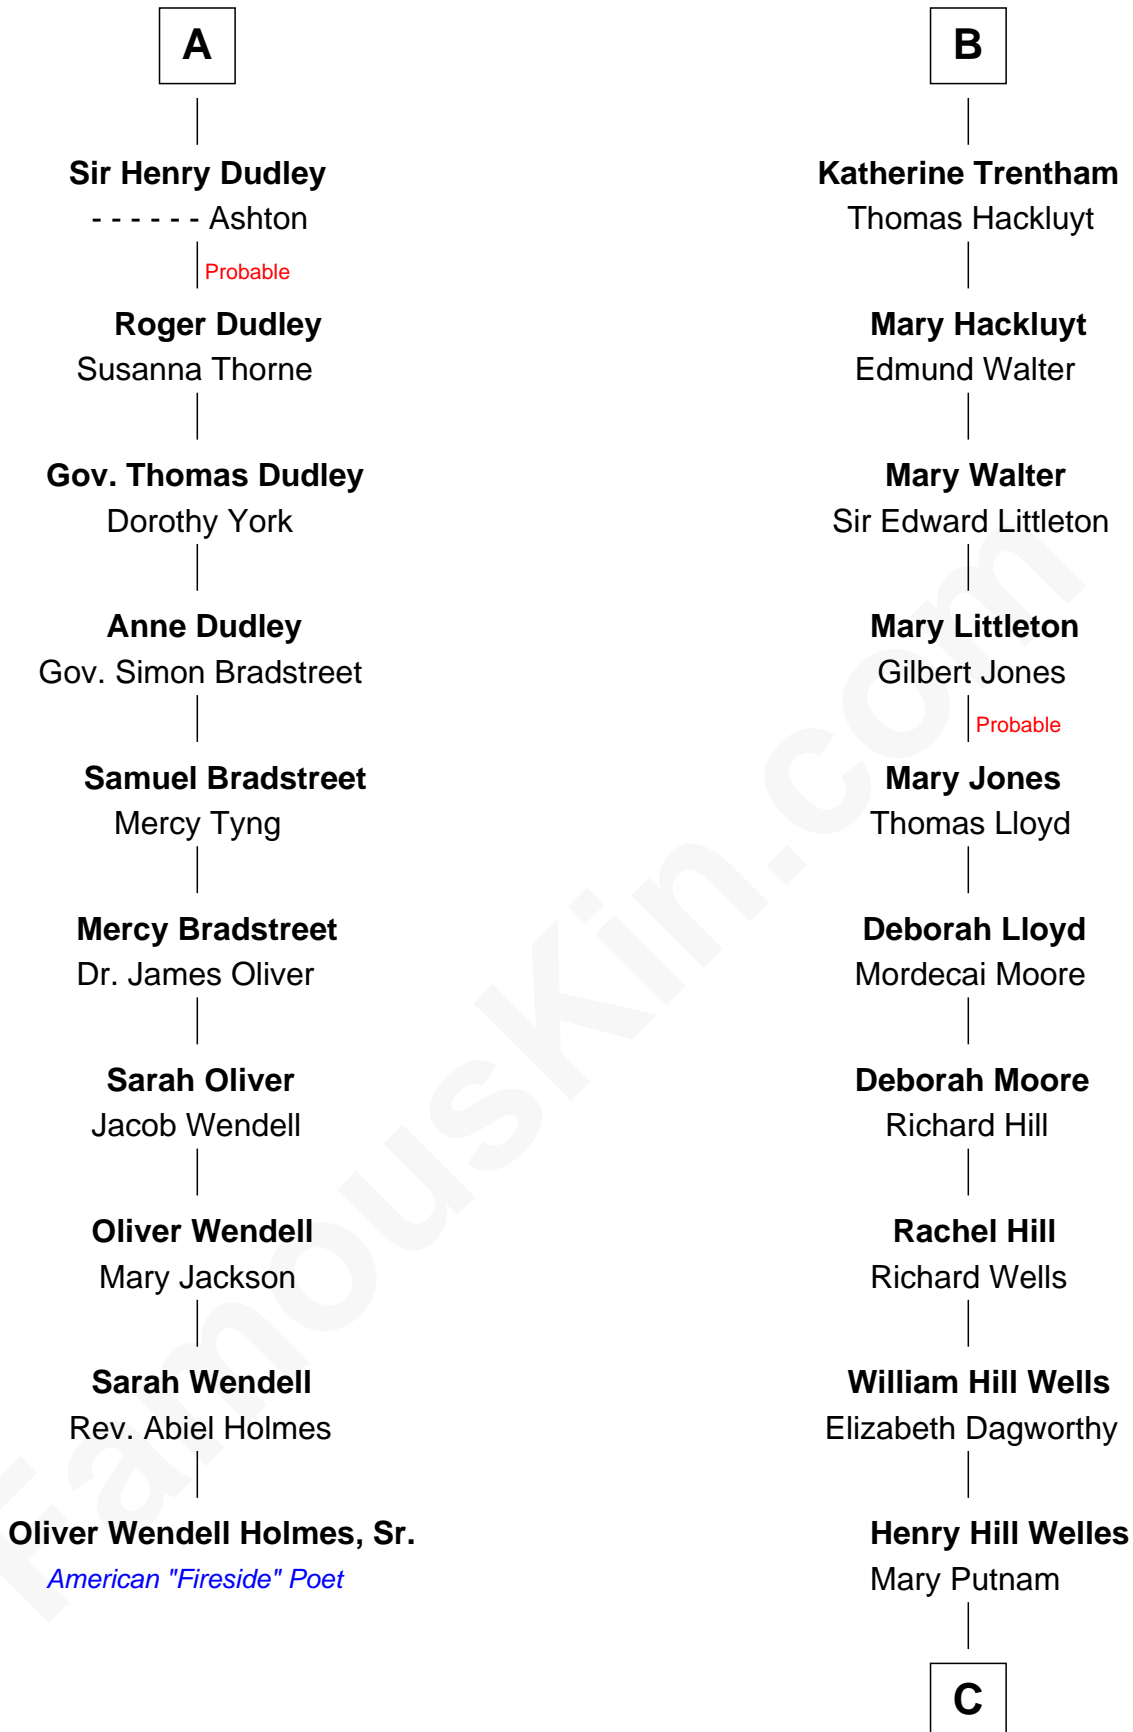 A
Sir Henry Dudley
- - - - - - Ashton
Probable
Roger Dudley
Susanna Thorne
Gov. Thomas Dudley
Dorothy York
Anne Dudley
Gov. Simon Bradstreet
Samuel Bradstreet
Mercy Tyng
Mercy Bradstreet
Dr. James Oliver
Sarah Oliver
Jacob Wendell
Oliver Wendell
Mary Jackson
Sarah Wendell
Rev. Abiel Holmes
Oliver Wendell Holmes, Sr.
American "Fireside" Poet
B
Katherine Trentham
Thomas Hackluyt
Mary Hackluyt
Edmund Walter
Mary Walter
Sir Edward Littleton
Mary Littleton
Gilbert Jones
Probable
Mary Jones
Thomas Lloyd
Deborah Lloyd
Mordecai Moore
Deborah Moore
Richard Hill
Rachel Hill
Richard Wells
William Hill Wells
Elizabeth Dagworthy
Henry Hill Welles
Mary Putnam
C
FamousKin.com